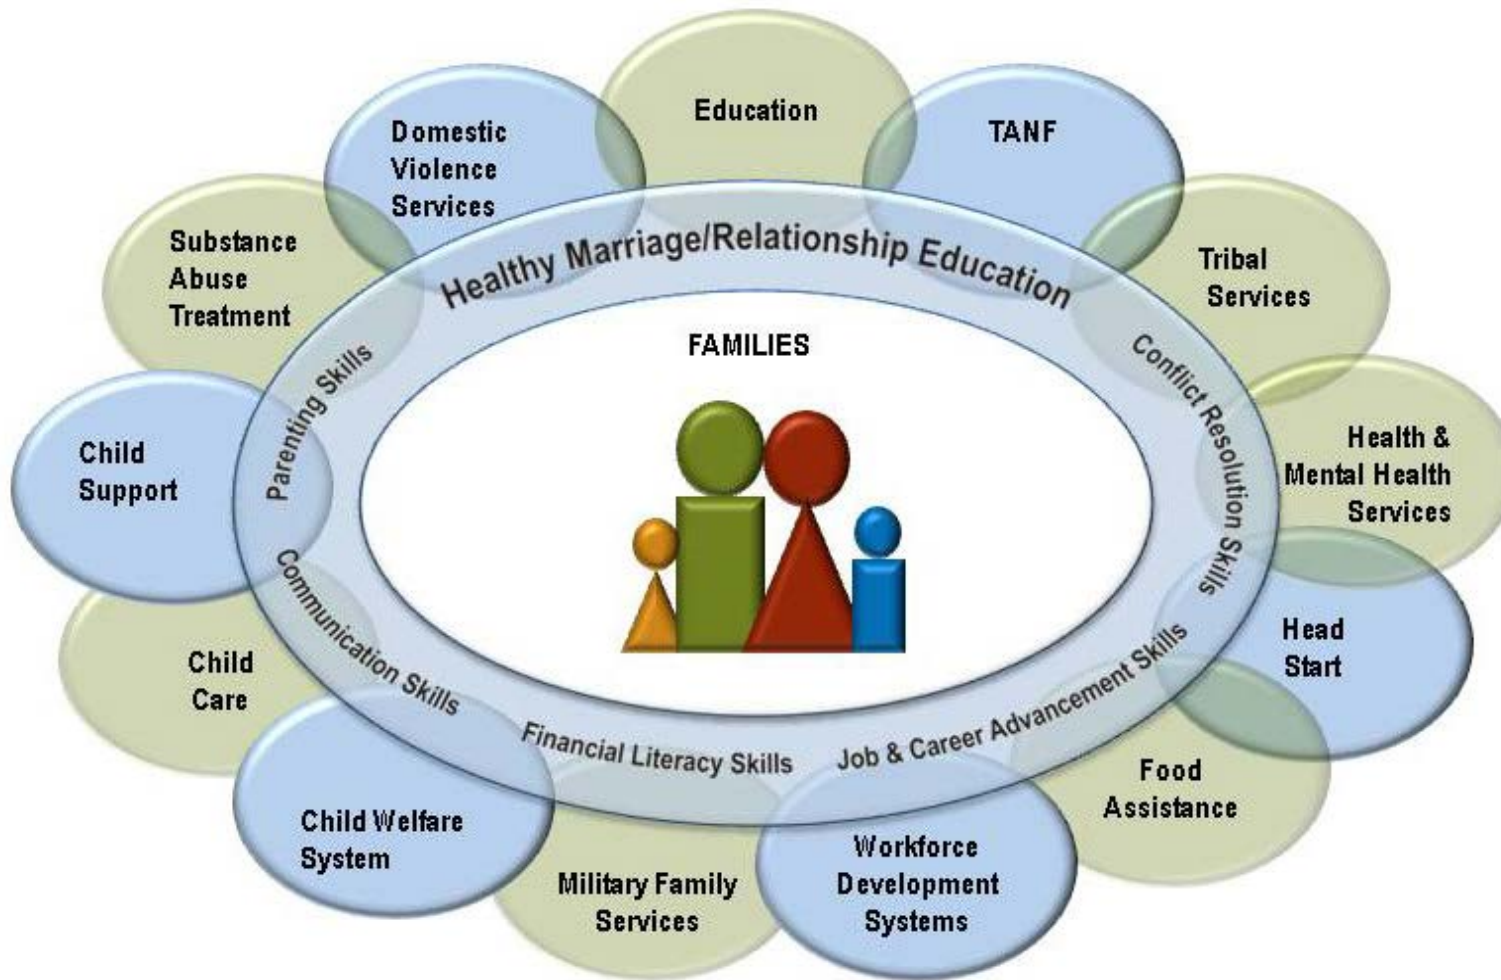 Education
TANF
Domestic
Violence
Services
Substance
Abuse
Treatment
Tribal
Services
Healthy Marriage/Relationship Education
FAMILIES
Parenting Skills
Conflict Resolution Skills
Child
Support
Health &
Mental Health
Services
Communication Skills
Head
Start
Child
Care
Financial Literacy Skills
Job & Career Advancement Skills
Food
Assistance
Child Welfare
System
Military Family
Services
Workforce
Development
Systems